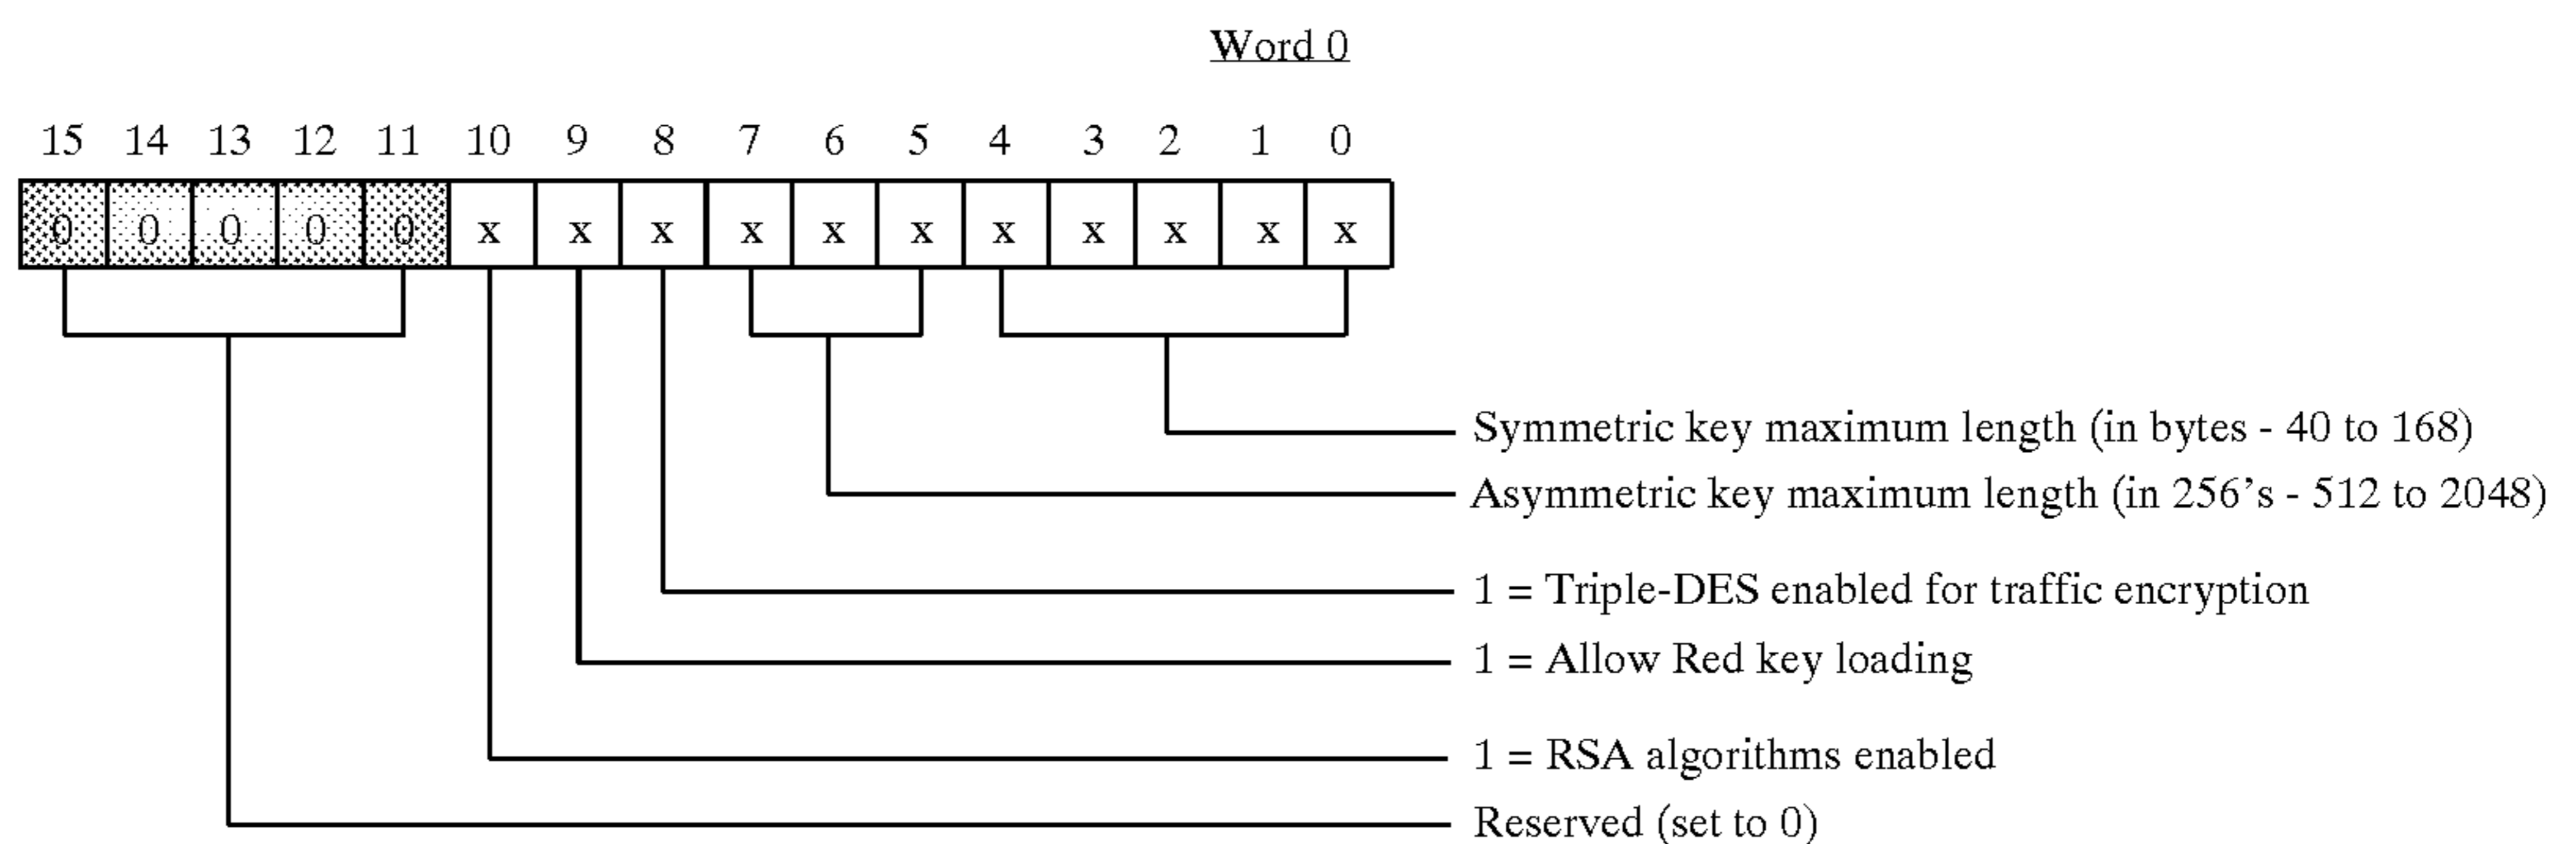 Word 0
15 14 13 12 11 10 9 8 7 6 5 4 3 2 1 0
0 0 0 0 0 x x x x x x x x x x x
Symmetric key maximum length (in bytes - 40 to 168)
Asymmetric key maximum length (in 256's - 512 to 2048)
1 = Triple-DES enabled for traffic encryption
1 = Allow Red key loading
1 = RSA algorithms enabled
Reserved (set to 0)